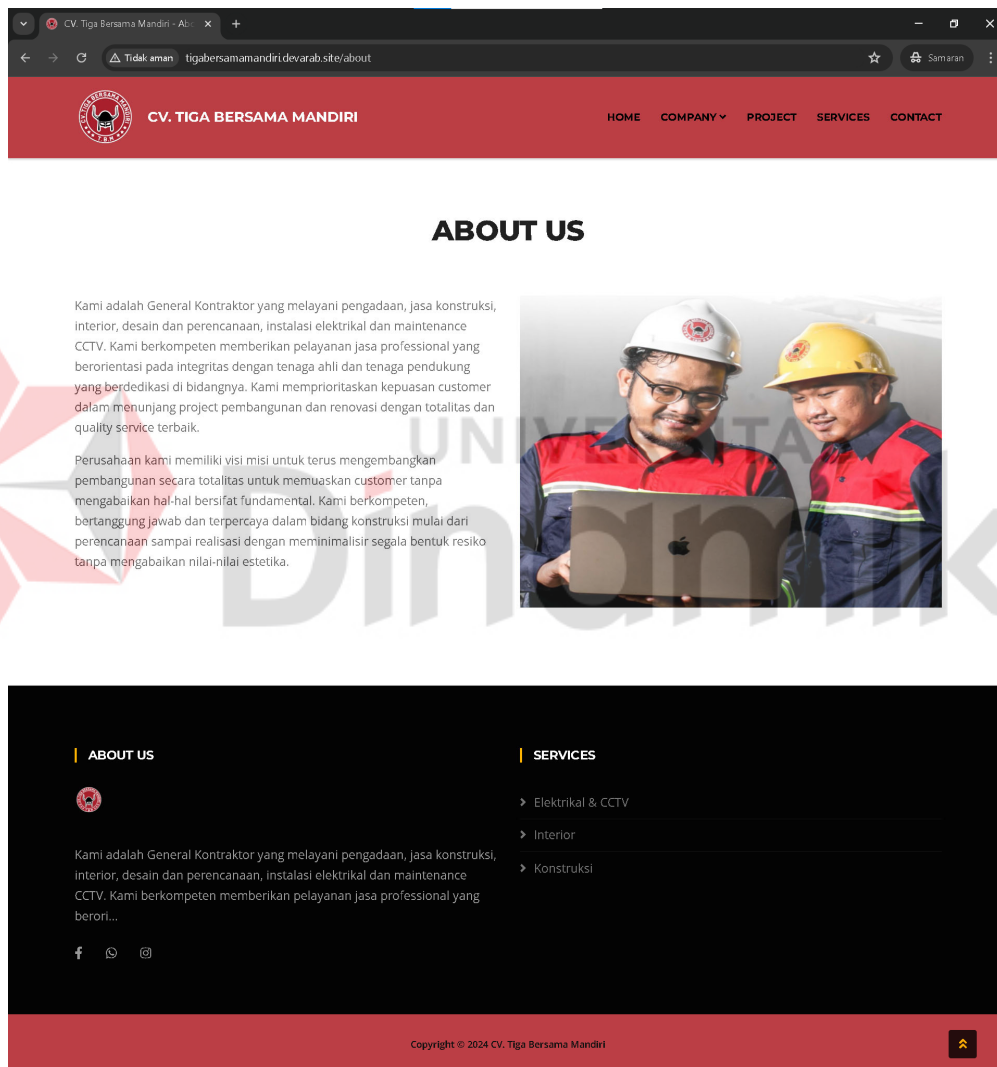 CV. Tiga Bersama Mandiri - Abo
Tidak aman tigabersamamandiri.devarab.site/about
Samaran
CV. TIGA BERSAMA MANDIRI
HOME COMPANY PROJECT SERVICES CONTACT
ABOUT US
Kami adalah General Kontraktor yang melayani pengadaan, jasa konstruksi,
interior, desain dan perencanaan, instalasi elektrikal dan maintenance
CCTV. Kami berkompeten memberikan pelayanan jasa professional yang
berorientasi pada integritas dengan tenaga ahli dan tenaga pendukung
yang berdedikasi di bidangnya. Kami memprioritaskan kepuasan customer
dalam menunjang project pembangunan dan renovasi dengan totalitas dan
quality service terbaik.
Perusahaan kami memiliki visi misi untuk terus mengembangkan
pembangunan secara totalitas untuk memuaskan customer tanpa
mengabaikan hal-hal bersifat fundamental. Kami berkompeten,
bertanggung jawab dan terpercaya dalam bidang konstruksi mulai dari
perencanaan sampai realisasi dengan meminimalisir segala bentuk resiko
tanpa mengabaikan nilai-nilai estetika.
UNIVERSITA
Dinamik
ABOUT US
Kami adalah General Kontraktor yang melayani pengadaan, jasa konstruksi,
interior, desain dan perencanaan, instalasi elektrikal dan maintenance
CCTV. Kami berkompeten memberikan pelayanan jasa professional yang
berori...
SERVICES
Elektrikal & CCTV
Interior
Konstruksi
Copyright © 2024 CV. Tiga Bersama Mandiri